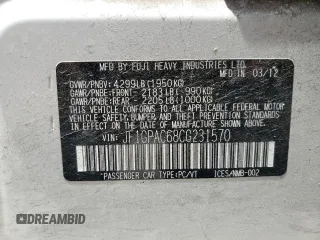 MFD BY FUJI HEAVY INDUSTRIES LTD. 03/12
GVWR/PNBV: 4299LB(1950KG)
GAWR/PNBE:FRONT - 2183LB(990KG)
GAWR/PNBE:REAR - 2205LB(1000KG)
THIS VEHICLE CONFORMS TO ALL APPLICABLE
U.S. FEDERAL MOTOR VEHICLE SAFETY,
BUMPER, AND THEFT PREVENTION STANDARDS
IN EFFECT ON THE DATE OF MANUFACTURE
SHOWN ABOVE.
VIN: JF1GPAC68CG231570
*PASSENGER CAR TYPE:PC/VT ICES/NMB-002
DREAMBID
DREAMBID.COM